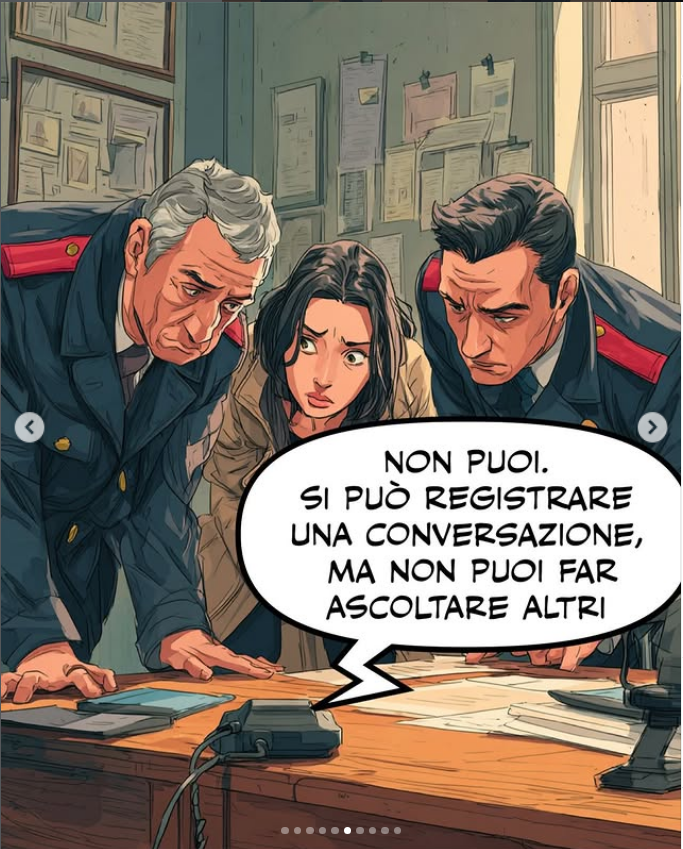 NON PUOI.
SI PUÒ REGISTRARE
UNA CONVERSAZIONE,
MA NON PUOI FAR
ASCOLTARE ALTRI